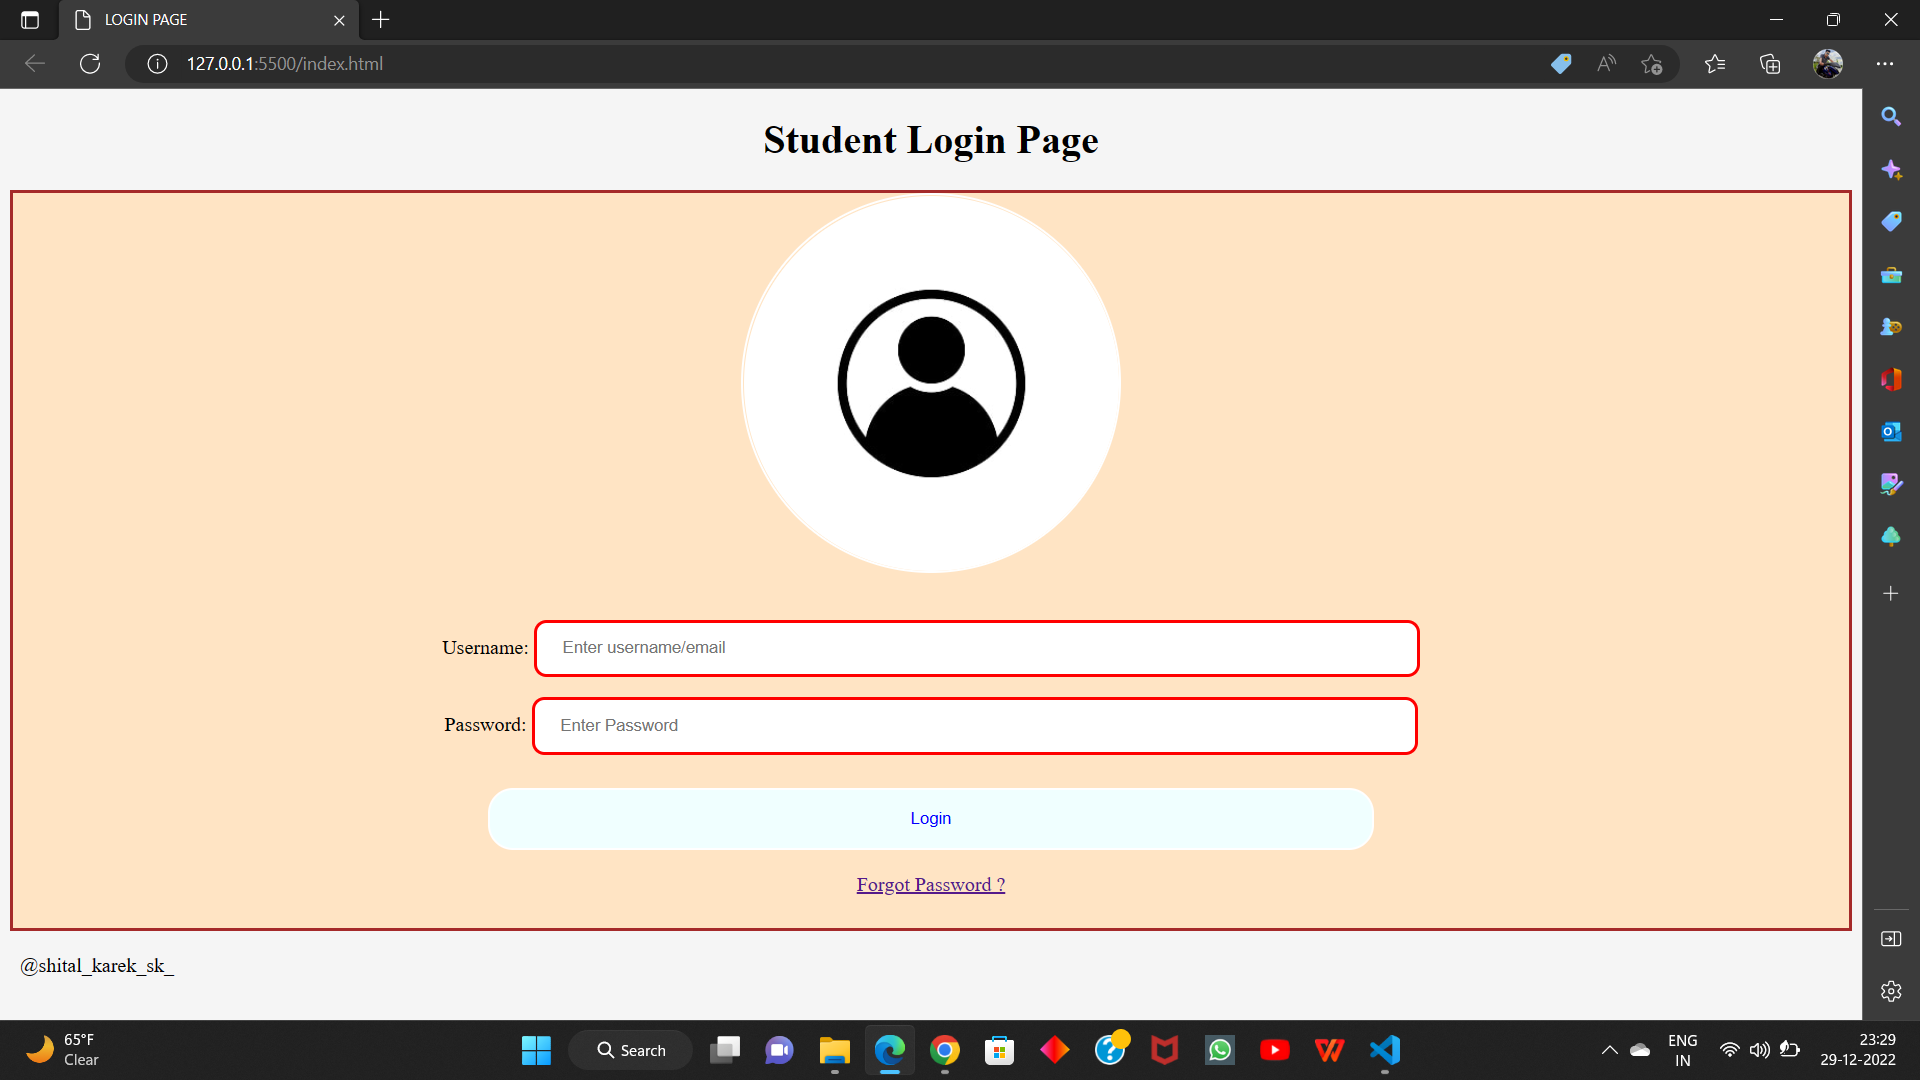 LOGIN PAGE
127.0.0.1:5500/index.html
Student Login Page
Username: Enter username/email
Password: Enter Password
Login
Forgot Password ?
@shital_karek_sk_
65°F
Clear
Search
ENG
IN
23:29
29-12-2022